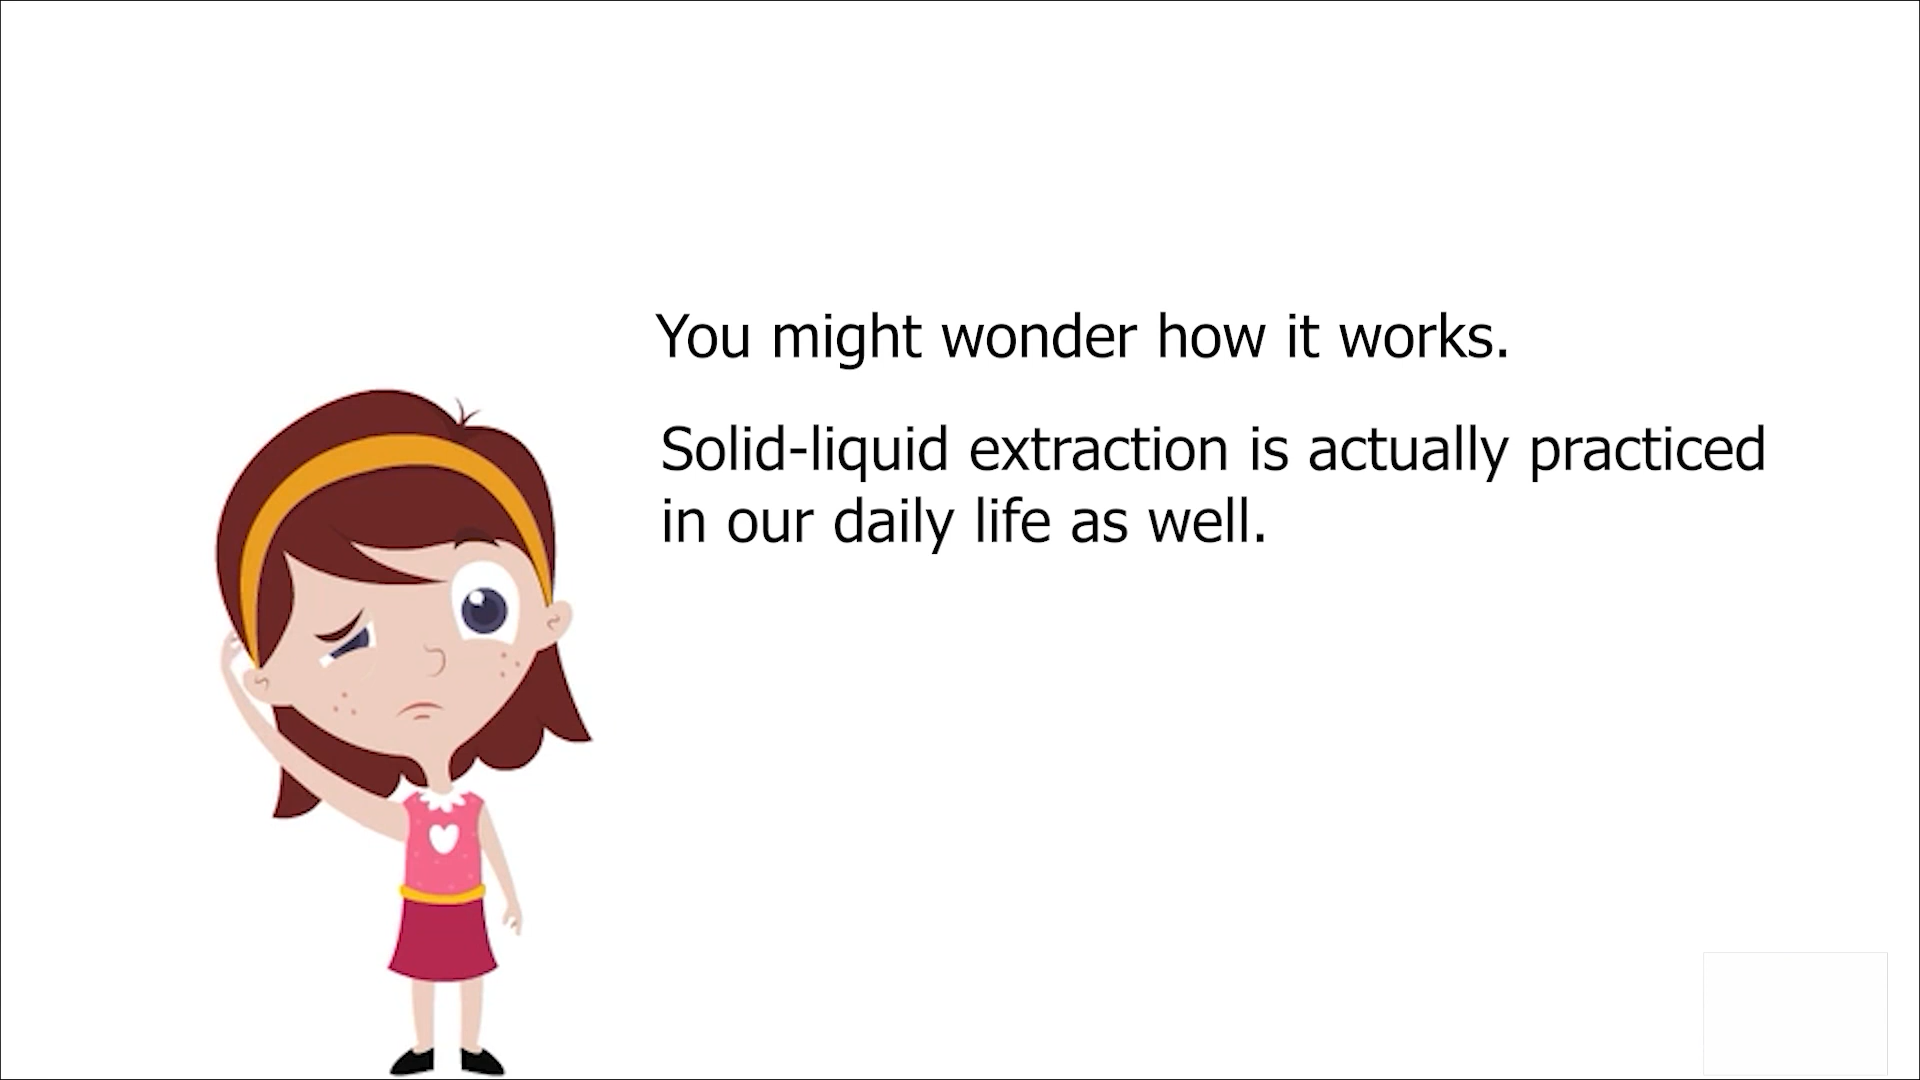 You might wonder how it works.
Solid-liquid extraction is actually practiced
in our daily life as well.